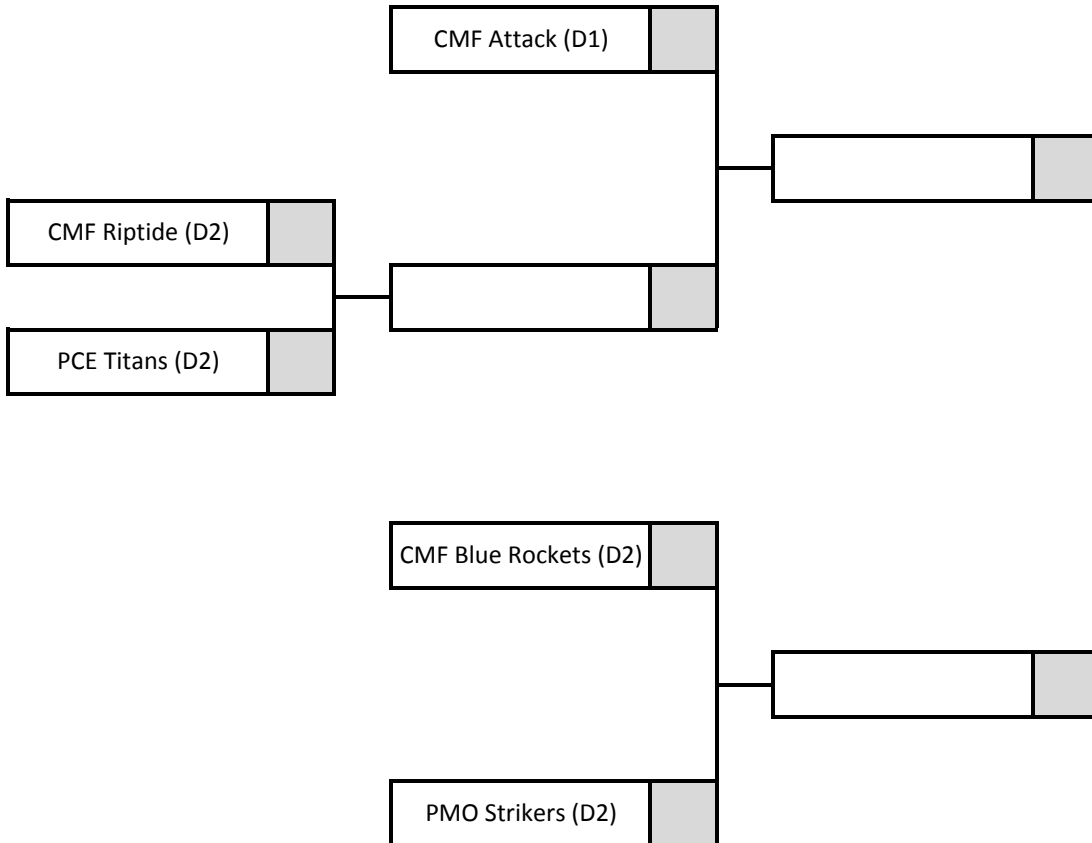 CMF Attack (D1)
CMF Riptide (D2)
PCE Titans (D2)
CMF Blue Rockets (D2)
PMO Strikers (D2)